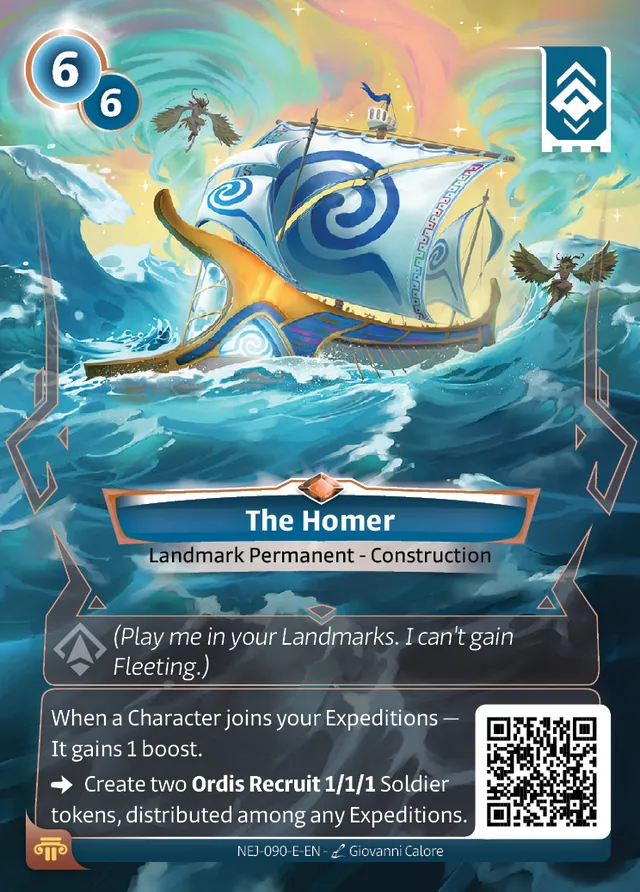 6
6
The Homer
Landmark Permanent - Construction
(Play me in your Landmarks. I can't gain
Fleeting.)
When a Character joins your Expeditions —
It gains 1 boost.
➜ Create two Ordis Recruit 1/1/1 Soldier
tokens, distributed among any Expeditions.
NEJ-090-E-EN - Giovanni Calore